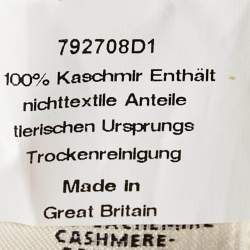 792708D1
100% Kaschmir Enthält
nichttextile Anteile
tierischen Ursprungs
Trockenreinigung
Made In
Great Britain
CASHMERE-